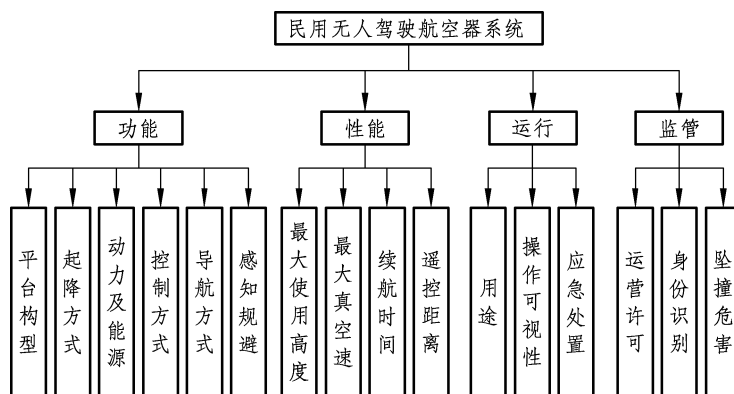 民用无人驾驶航空器系统
功能
性能
运行
监管
平台构型
起降方式
动力及能源
控制方式
导航方式
感知规避
最大使用高度
最大真空速
续航时间
遥控距离
用途
操作可视性
应急处置
运营许可
身份识别
坠撞危害